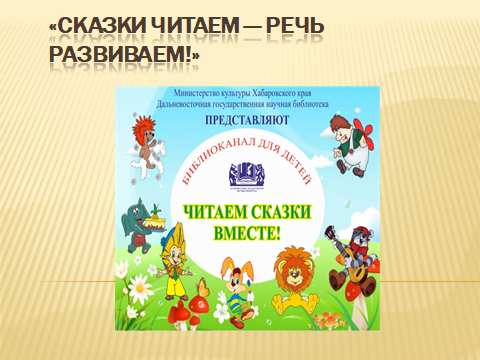 «СКАЗКИ ЧИТАЕМ — РЕЧЬ
РАЗВИВАЕМ!»
Министерство культуры Хабаровского края
Дальневосточная государственная научная библиотека
ПРЕДСТАВЛЯЮТ
БИБЛИОКАНАЛ ДЛЯ ДЕТЕЙ
ЧИТАЕМ СКАЗКИ
ВМЕСТЕ!